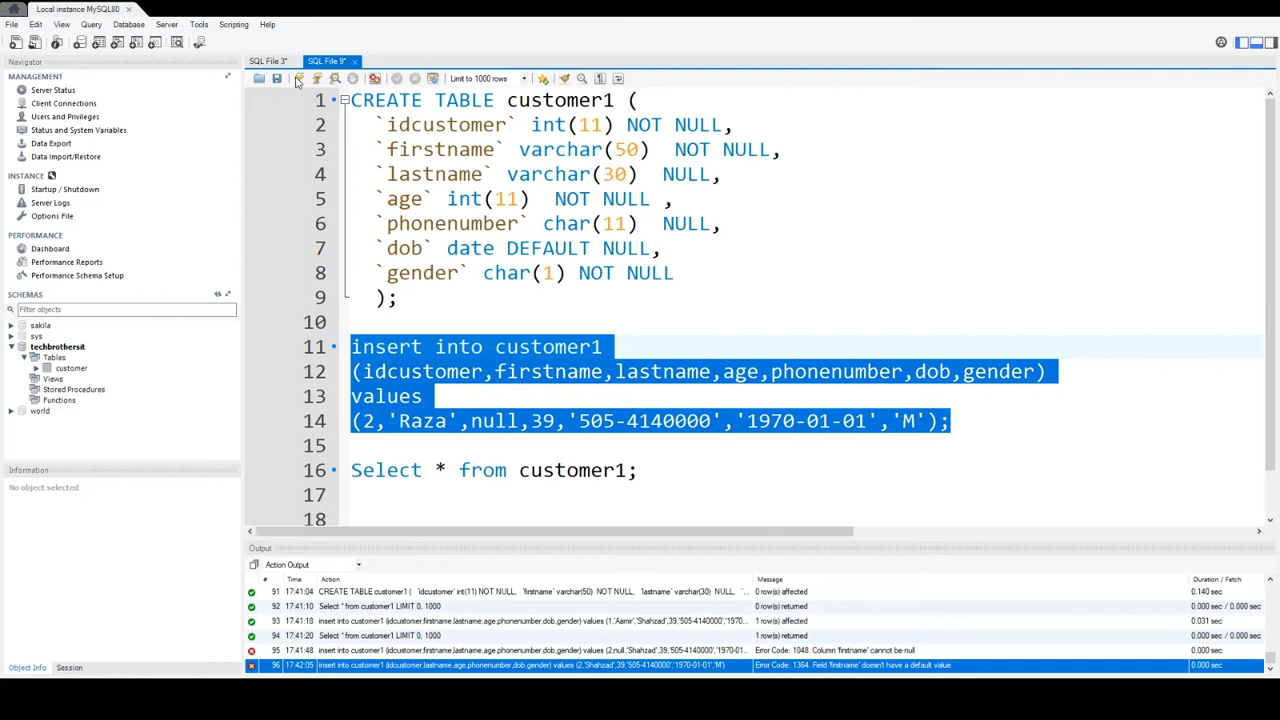 Local instance MySQL80 ×
File Edit View Query Database Server Tools Scripting Help
Navigator
MANAGEMENT
Server Status
Client Connections
Users and Privileges
Status and System Variables
Data Export
Data Import/Restore
INSTANCE
Startup / Shutdown
Server Logs
Options File
PERFORMANCE
Dashboard
Performance Reports
Performance Schema Setup
SCHEMAS
Filter objects
sakila
sys
techbrothersit
Tables
customer
Views
Stored Procedures
Functions
world
Information
No object selected
Object Info Session
SQL File 3* SQL File 9* ×
Limit to 1000 rows
1 CREATE TABLE customer1 (
2 `idcustomer` int(11) NOT NULL,
3 `firstname` varchar(50) NOT NULL,
4 `lastname` varchar(30) NULL,
5 `age` int(11) NOT NULL ,
6 `phonenumber` char(11) NULL,
7 `dob` date DEFAULT NULL,
8 `gender` char(1) NOT NULL
9 );
10
11 insert into customer1
12 (idcustomer,firstname,lastname,age,phonenumber,dob,gender)
13 values
14 (2,'Raza',null,39,'505-4140000','1970-01-01','M');
15
16 Select * from customer1;
17
18
Output
Action Output
# Time Action Message Duration / Fetch
91 17:41:04 CREATE TABLE customer1 ( `idcustomer` int(11) NOT NULL, `firstname` varchar(50) NOT NULL, `lastname` varchar(30) NULL, `... 0 row(s) affected 0.140 sec
92 17:41:10 Select * from customer1 LIMIT 0, 1000 0 row(s) returned 0.000 sec / 0.000 sec
93 17:41:18 insert into customer1 (idcustomer,firstname,lastname,age,phonenumber,dob,gender) values (1,'Aamir','Shahzad',39,'505-4140000','1970... 1 row(s) affected 0.031 sec
94 17:41:20 Select * from customer1 LIMIT 0, 1000 1 row(s) returned 0.000 sec / 0.000 sec
95 17:41:48 insert into customer1 (idcustomer,firstname,lastname,age,phonenumber,dob,gender) values (2,null,'Shahzad',39,'505-4140000','1970-01... Error Code: 1048. Column 'firstname' cannot be null 0.000 sec
96 17:42:05 insert into customer1 (idcustomer,lastname,age,phonenumber,dob,gender) values (2,'Shahzad',39,'505-4140000','1970-01-01','M') Error Code: 1364. Field 'firstname' doesn't have a default value 0.000 sec